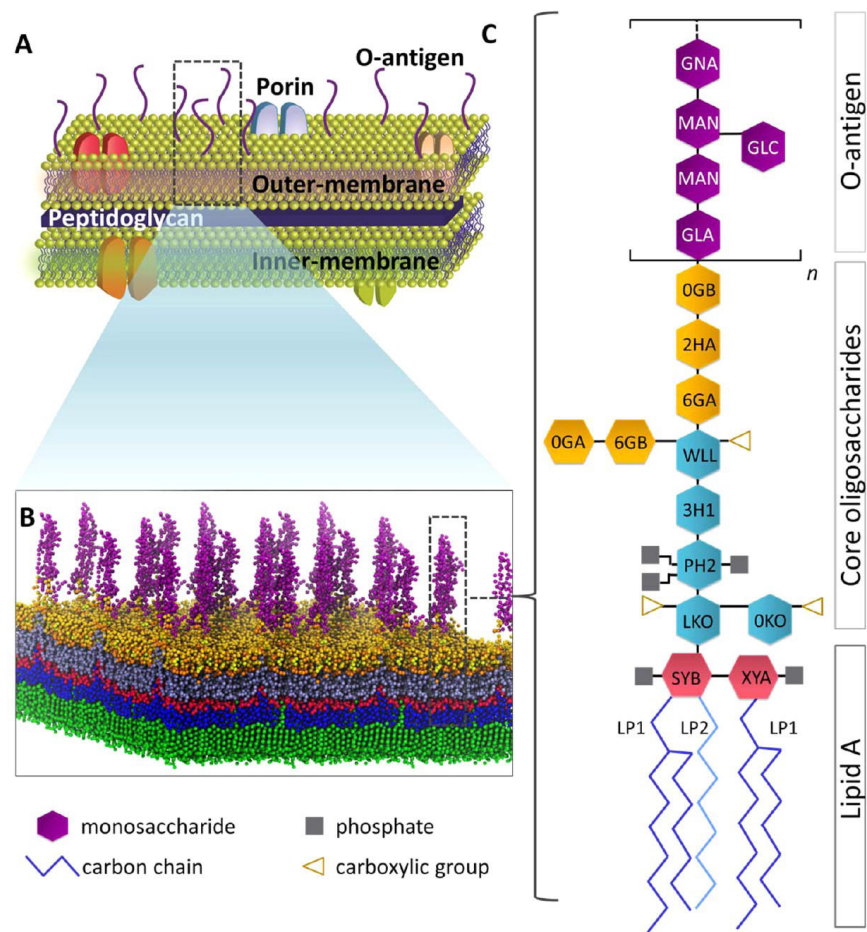 A
O-antigen
Porin
Outer-membrane
Peptidoglycan
Inner-membrane
B
monosaccharide
phosphate
carbon chain
carboxylic group
C
GNA
MAN
GLC
MAN
GLA
n
0GB
2HA
6GA
0GA
6GB
WLL
3H1
PH2
LKO
0KO
SYB
XYA
LP1
LP2
LP1
O-antigen
Core oligosaccharides
Lipid A